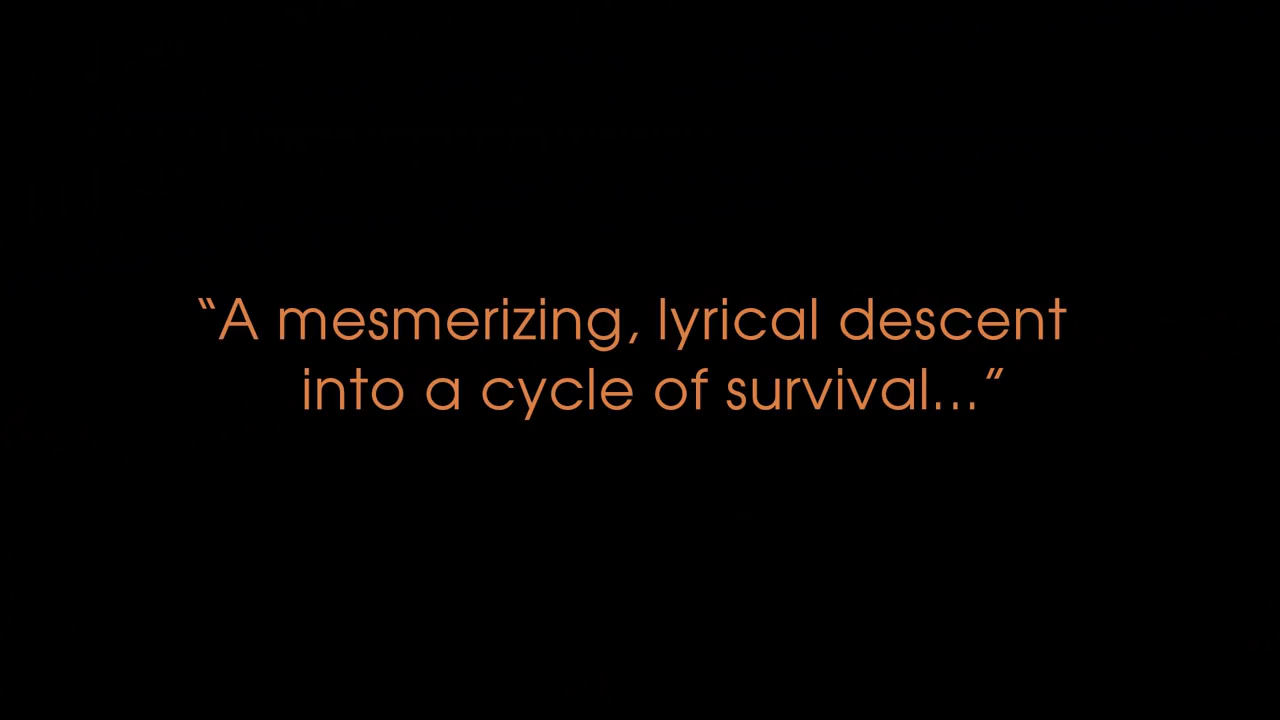 “A mesmerizing, lyrical descent
into a cycle of survival...”